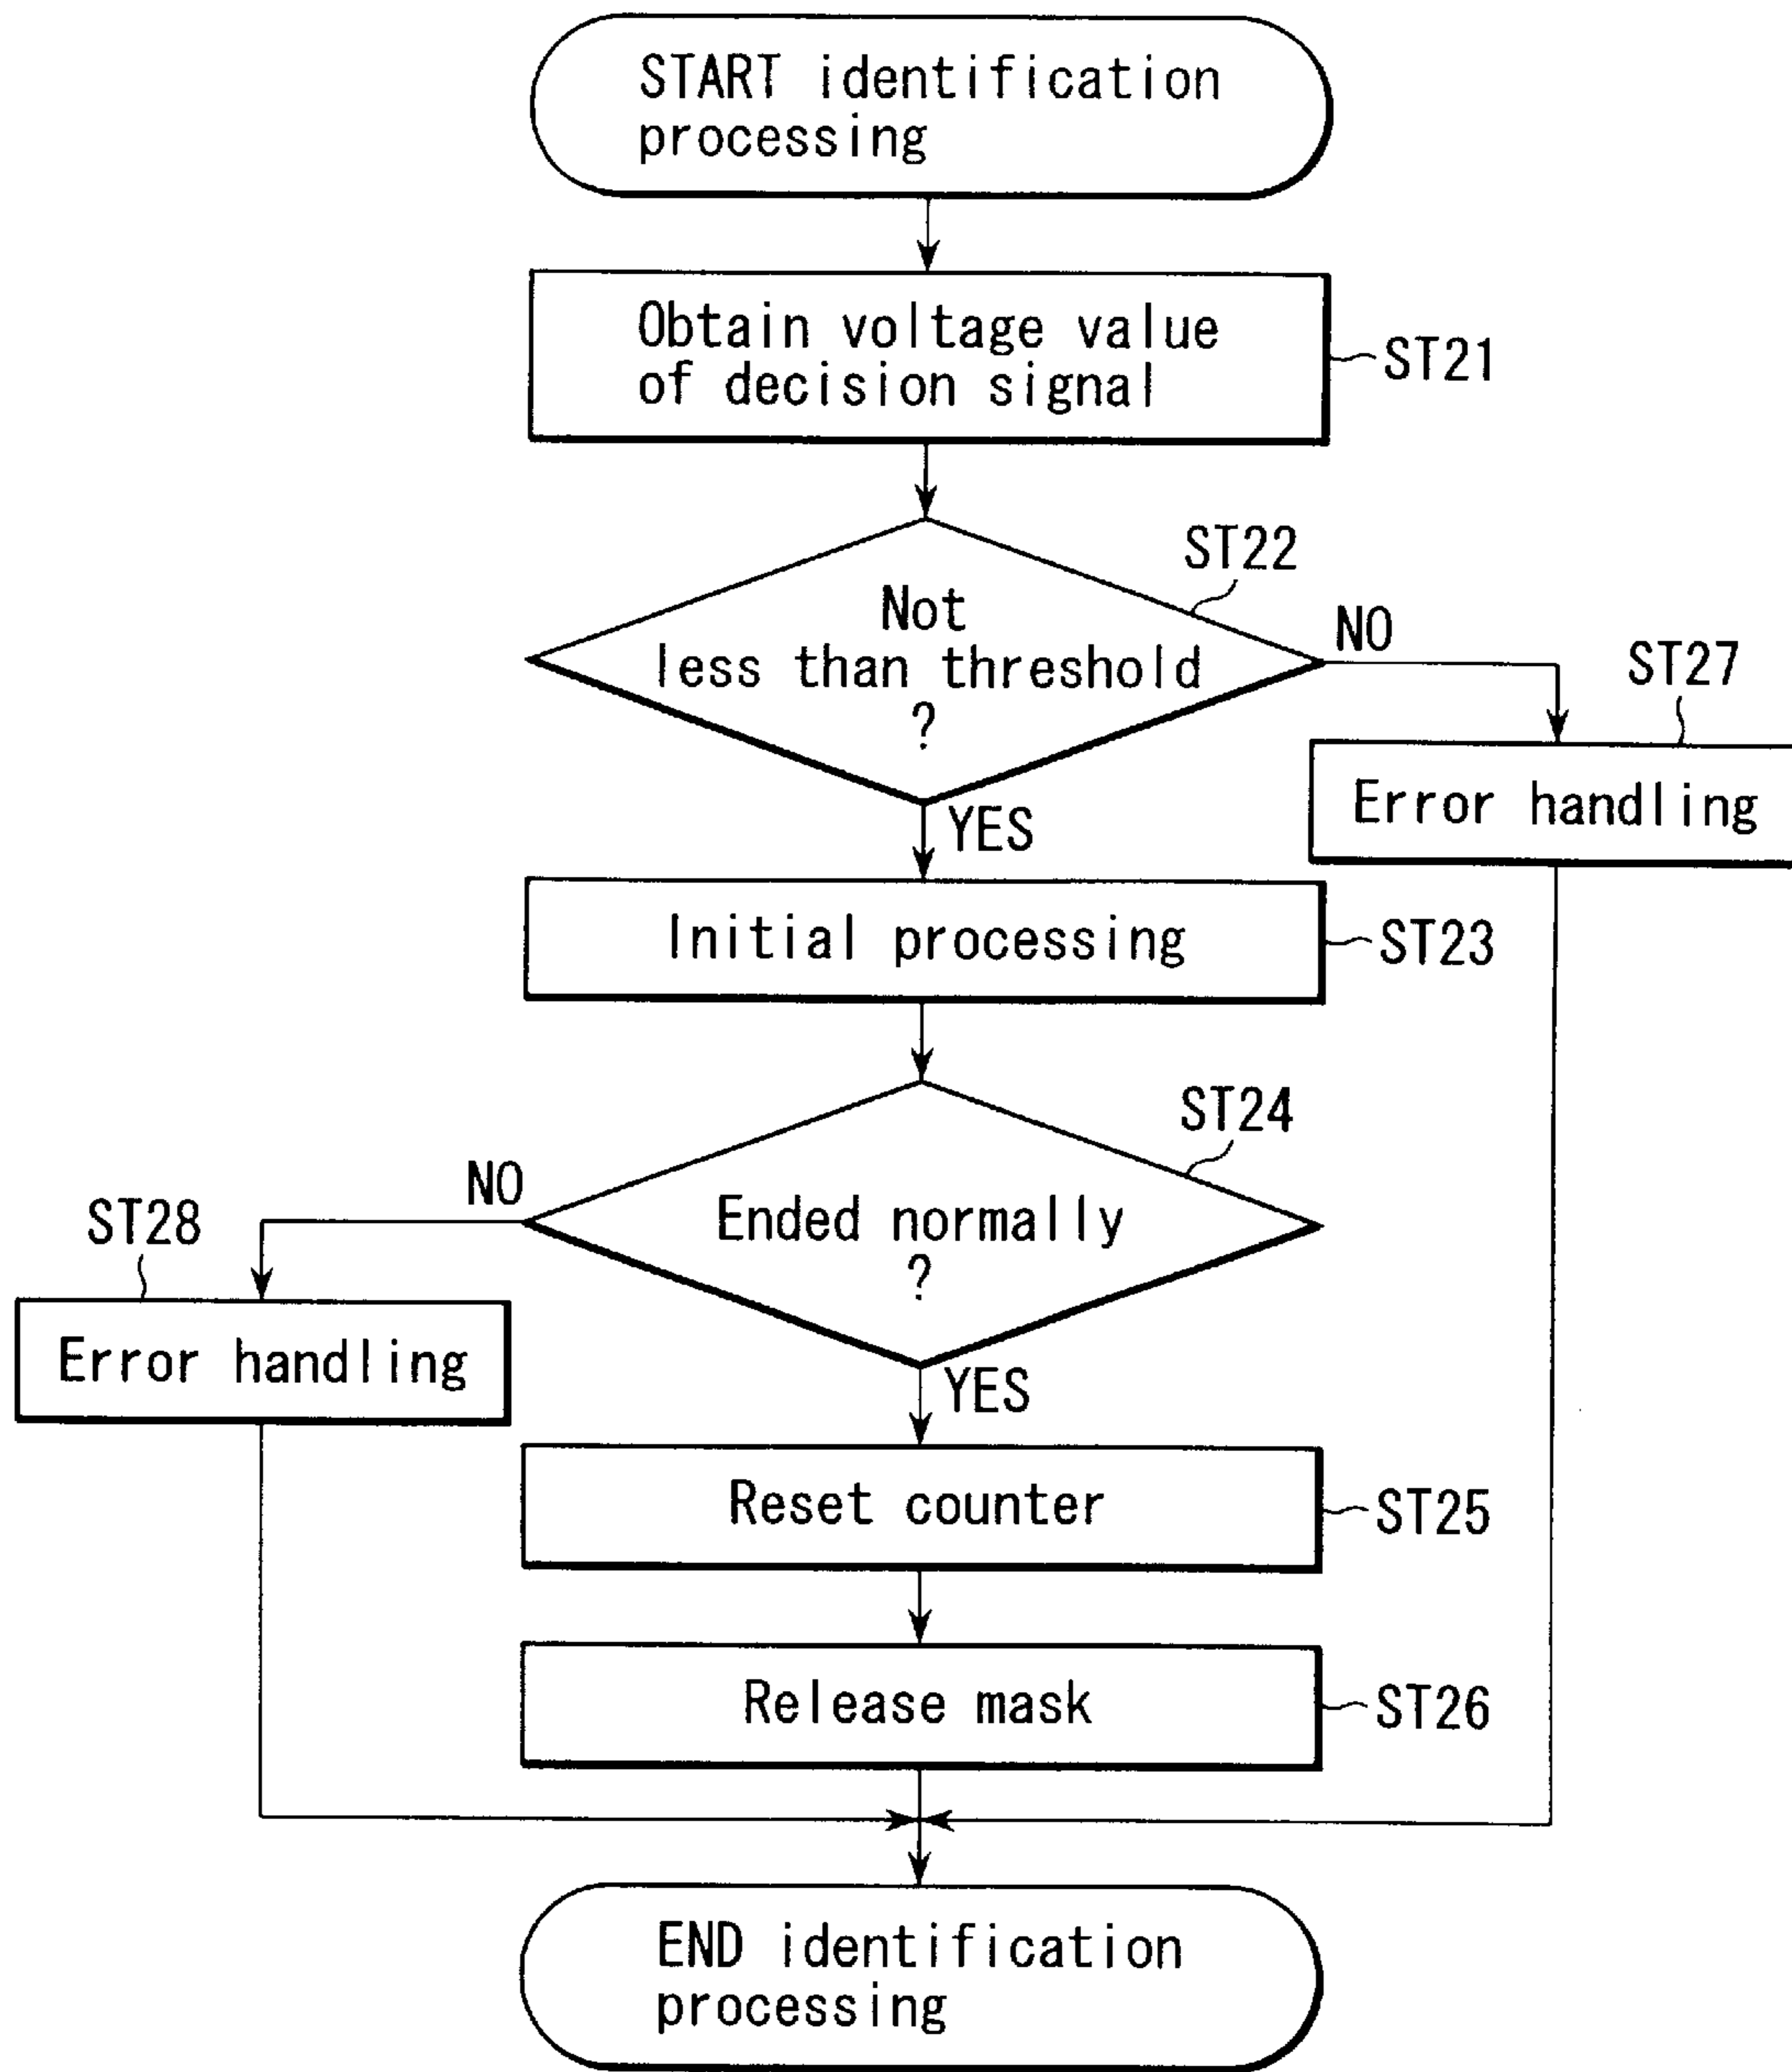 START identification
processing
Obtain voltage value
of decision signal
ST21
ST22
Not
less than threshold
?
NO
ST27
Error handling
YES
Initial processing
ST23
ST24
NO
Ended normally
?
ST28
Error handling
YES
Reset counter
ST25
Release mask
ST26
END identification
processing